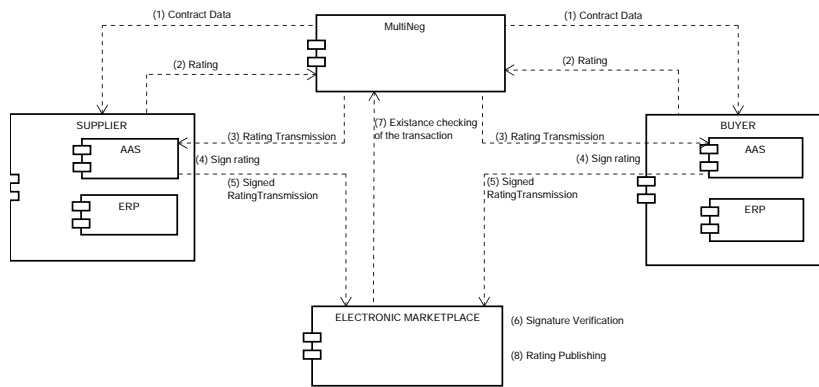 (1) Contract Data
MultiNeg
(1) Contract Data
(2) Rating
(2) Rating
SUPPLIER
(7) Existance checking
of the transaction
BUYER
AAS
(3) Rating Transmission
(3) Rating Transmission
AAS
(4) Sign rating
(4) Sign rating
(5) Signed
RatingTransmission
(5) Signed
RatingTransmission
ERP
ERP
ELECTRONIC MARKETPLACE
(6) Signature Verification
(8) Rating Publishing